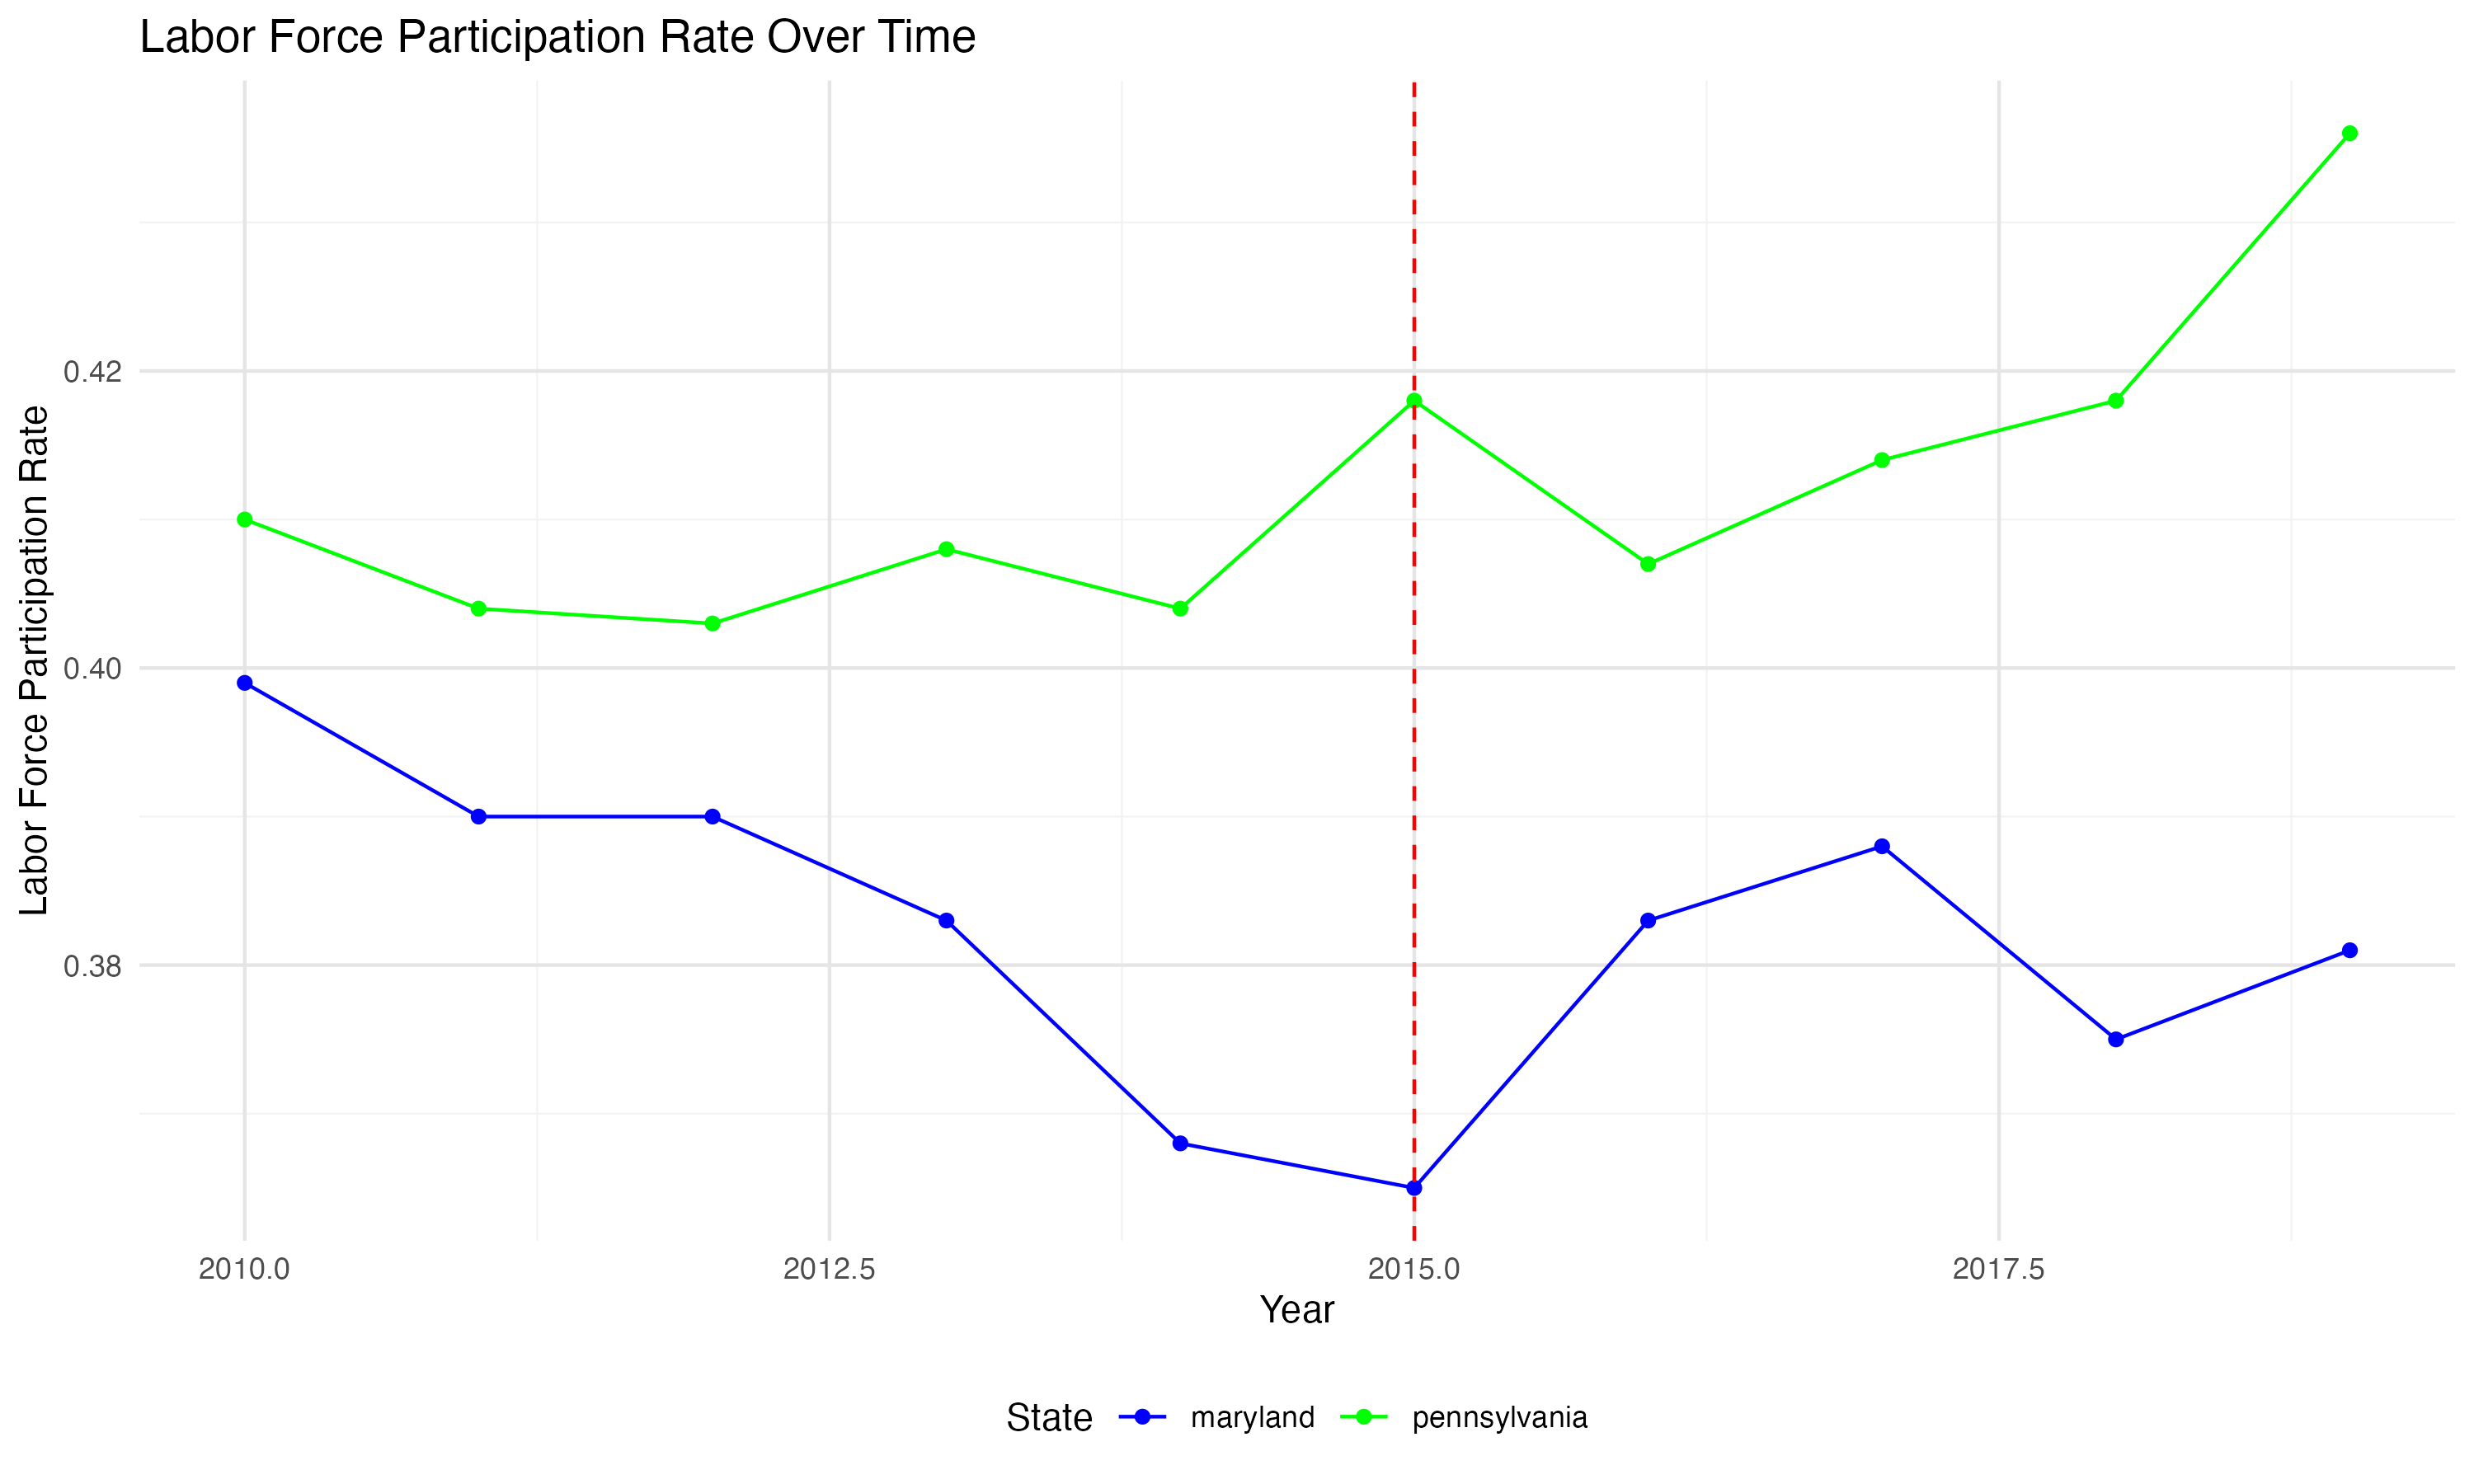 Labor Force Participation Rate Over Time
Labor Force Participation Rate
0.42
0.40
0.38
2010.0 2012.5 2015.0 2017.5
Year
State maryland pennsylvania